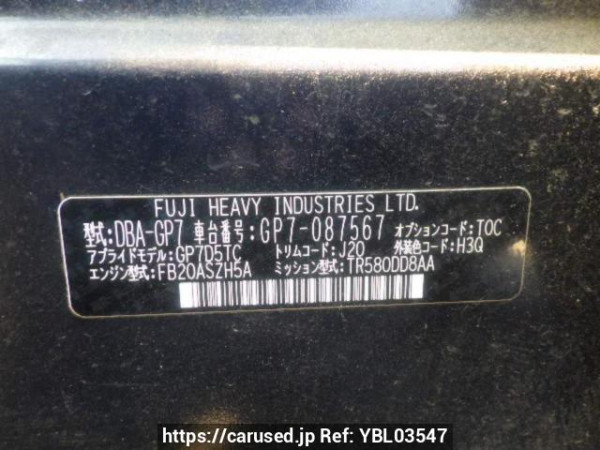 FUJI HEAVY INDUSTRIES LTD.
型式:DBA-GP7 車台番号:GP7-087567 オプションコード:TOC
アプライドモデル:GP7D5TC トリムコード:J20 外装色コード:H3Q
エンジン型式:FB20ASZH5A ミッション型式:TR580DD8AA
https://carused.jp Ref: YBL03547